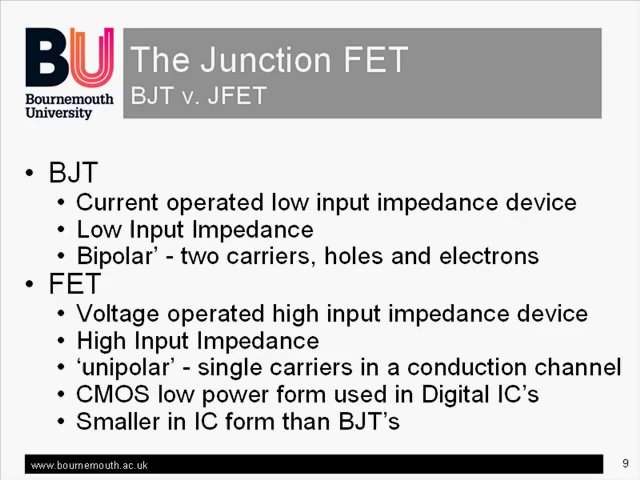 BU
Bournemouth
University
The Junction FET
BJT v. JFET
• BJT
• Current operated low input impedance device
• Low Input Impedance
• Bipolar’ - two carriers, holes and electrons
• FET
• Voltage operated high input impedance device
• High Input Impedance
• ‘unipolar’ - single carriers in a conduction channel
• CMOS low power form used in Digital IC’s
• Smaller in IC form than BJT’s
www.bournemouth.ac.uk
9